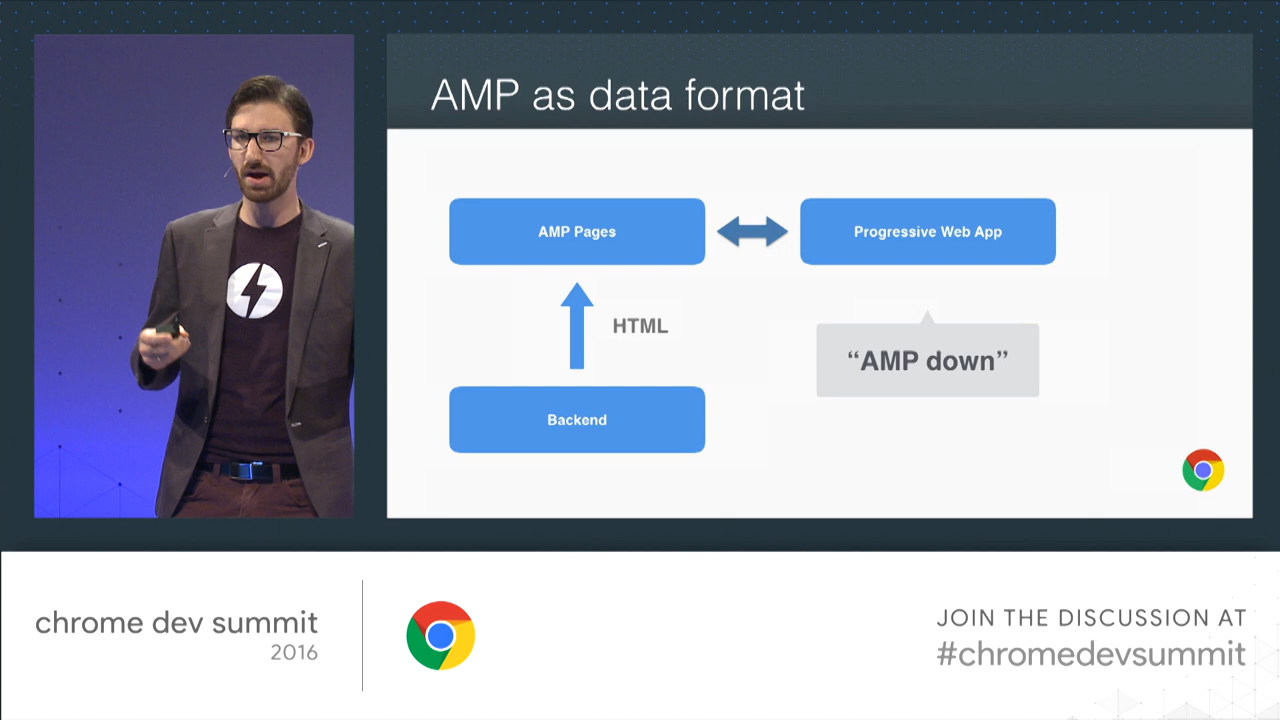 AMP as data format
AMP Pages
Progressive Web App
HTML
“AMP down”
Backend
chrome dev summit
2016
JOIN THE DISCUSSION AT
#chromedevsummit